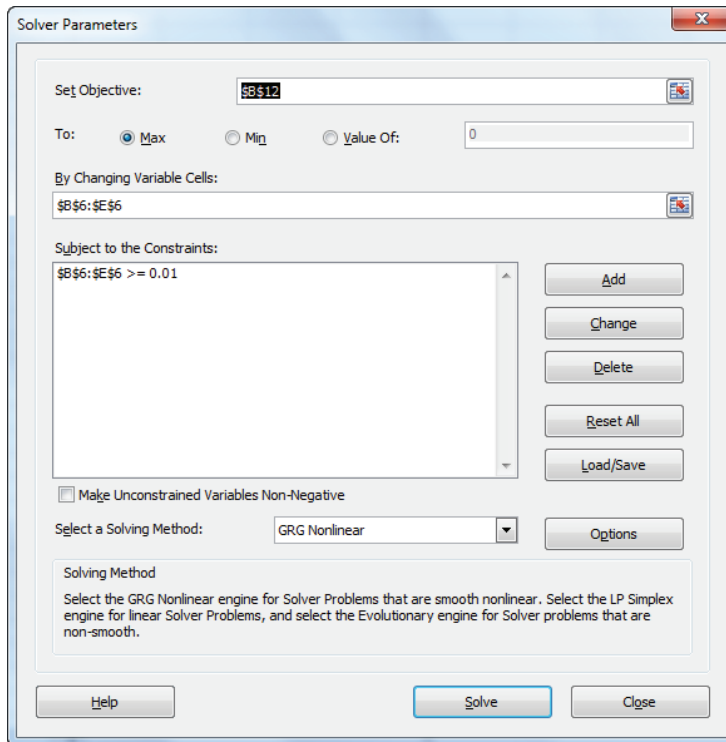 Solver Parameters
Set Objective:
$B$12
To:
Max
Min
Value Of:
0
By Changing Variable Cells:
$B$6:$E$6
Subject to the Constraints:
$B$6:$E$6 >= 0.01
Add
Change
Delete
Reset All
Load/Save
Make Unconstrained Variables Non-Negative
Select a Solving Method:
GRG Nonlinear
Options
Solving Method
Select the GRG Nonlinear engine for Solver Problems that are smooth nonlinear. Select the LP Simplex
engine for linear Solver Problems, and select the Evolutionary engine for Solver problems that are
non-smooth.
Help
Solve
Close